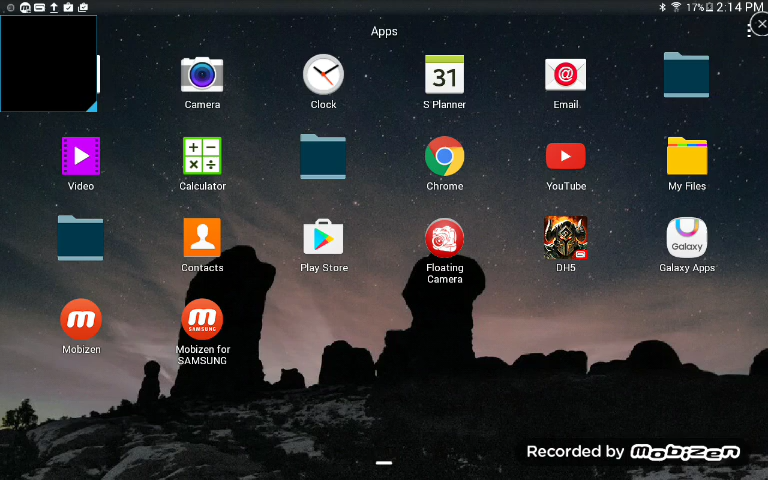 17% 2:14 PM
Apps
Camera
Clock
31
S Planner
Email
Video
Calculator
Chrome
YouTube
My Files
Contacts
Play Store
Floating
Camera
DH5
Galaxy
Galaxy Apps
m
Mobizen
m
SAMSUNG
Mobizen for
SAMSUNG
Recorded by Mobizen